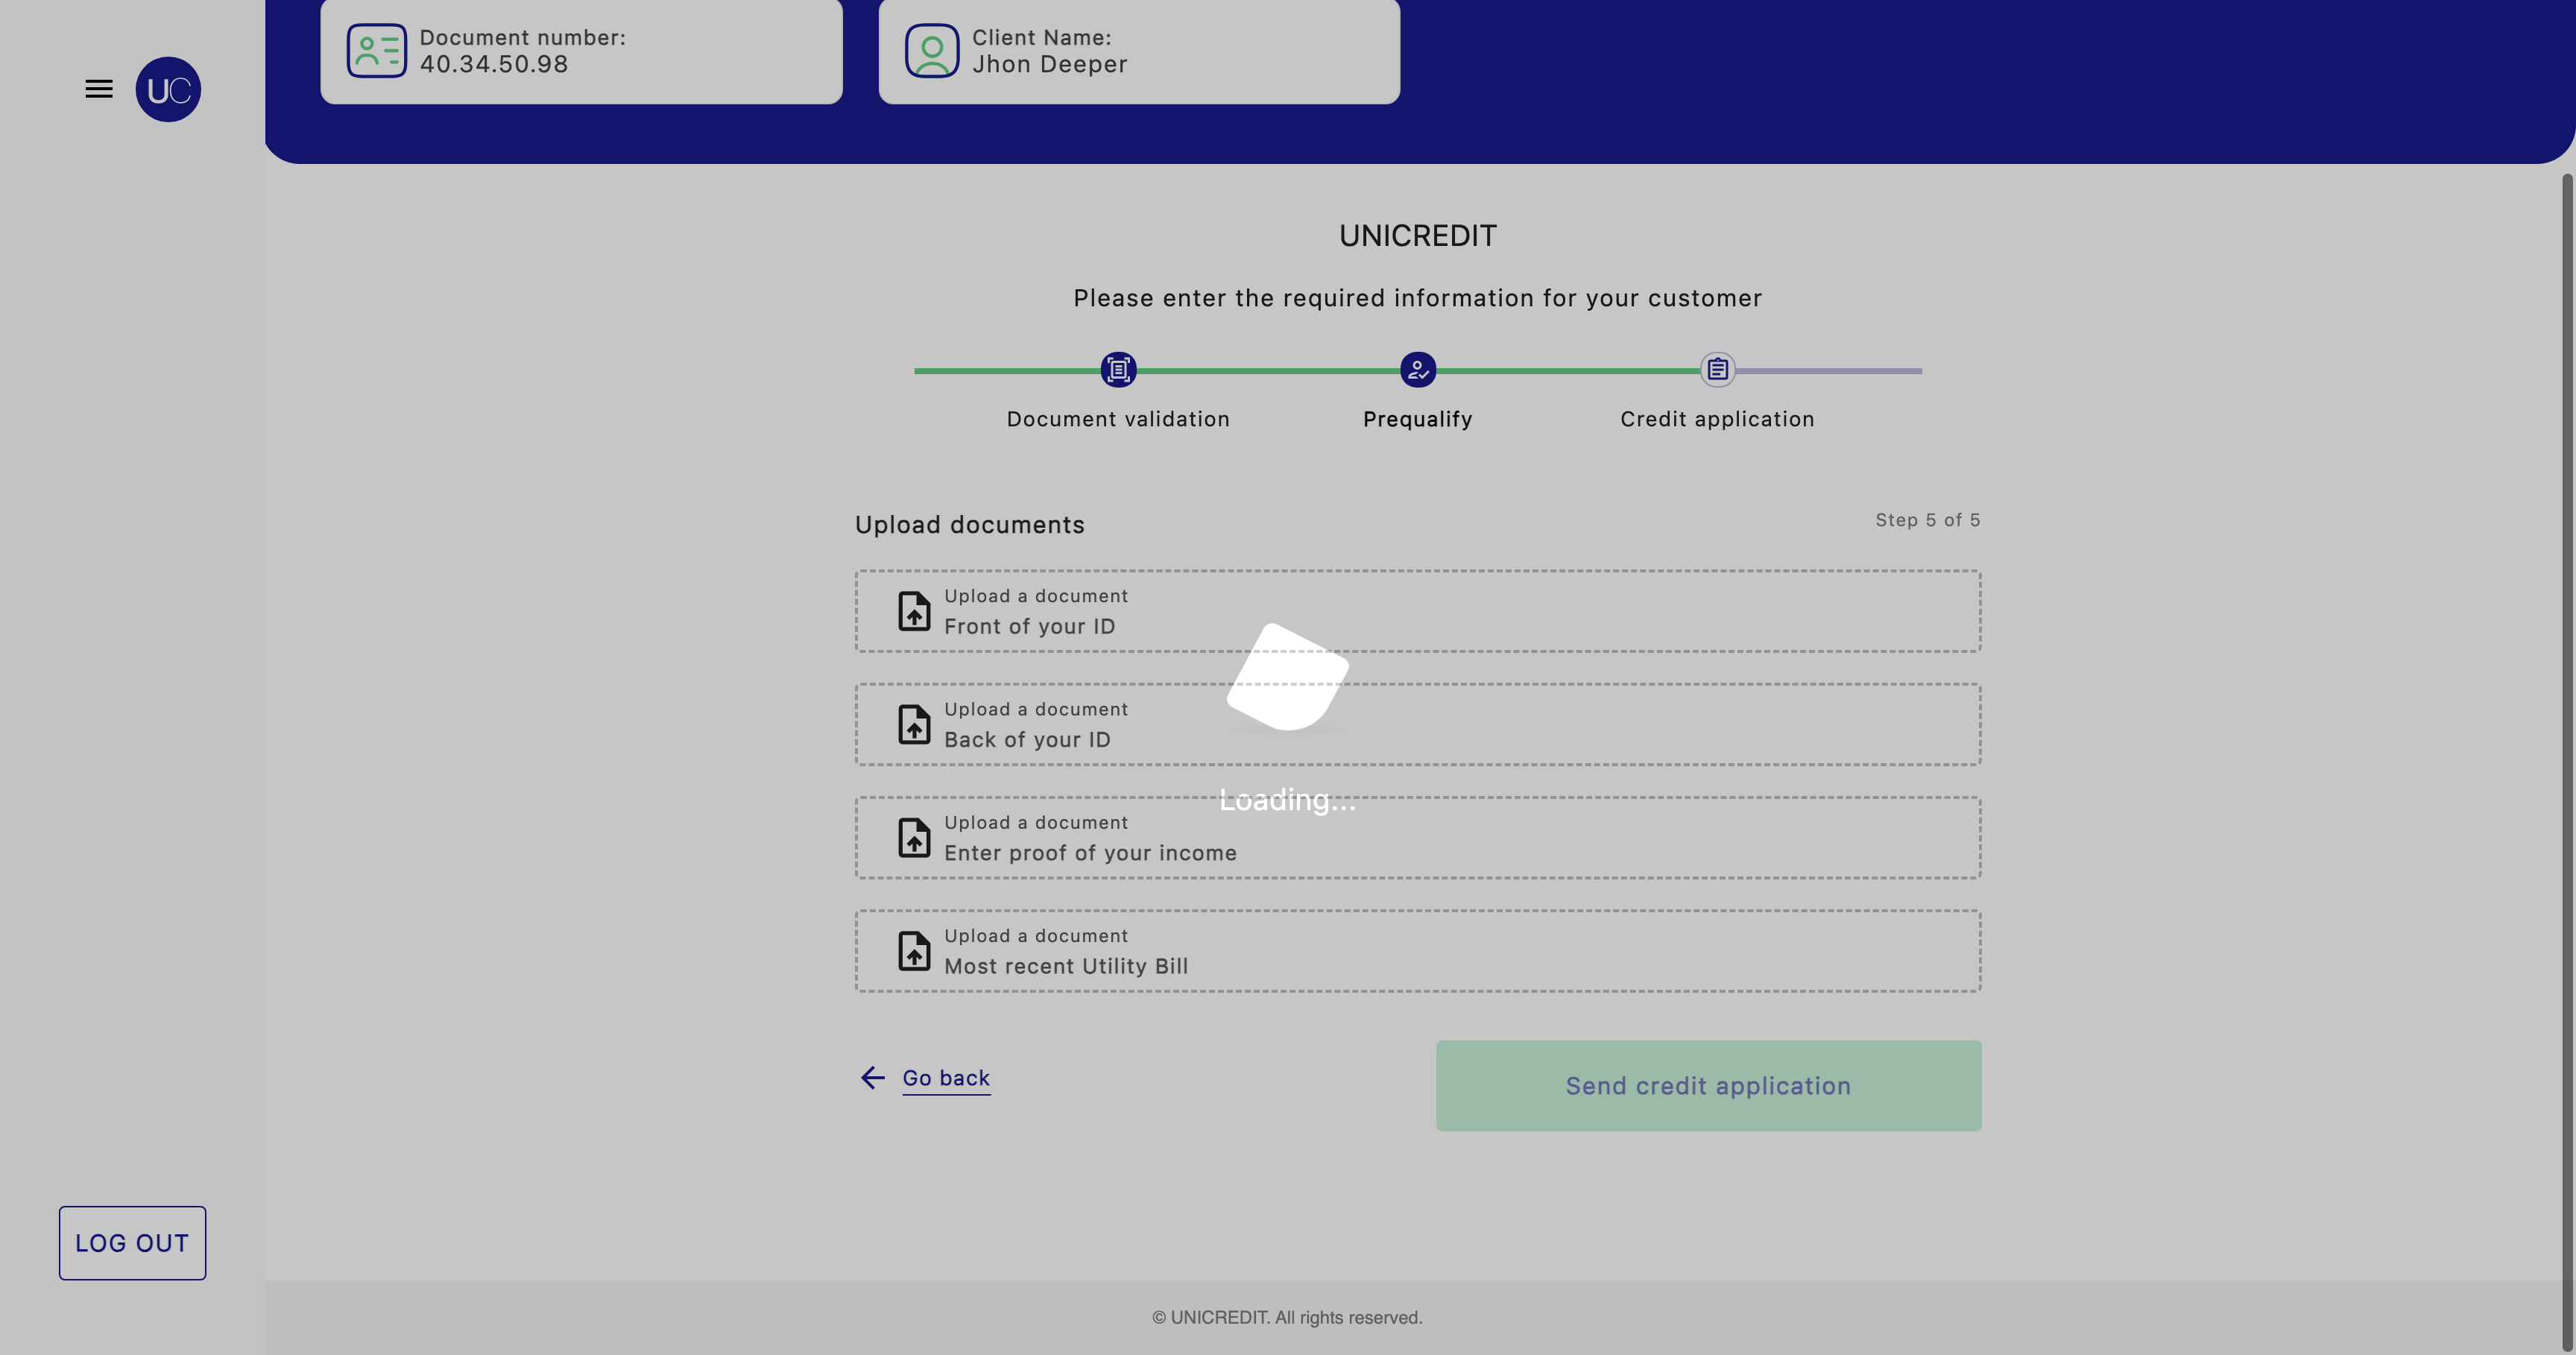 Document number:
40.34.50.98
Client Name:
Jhon Deeper
UC
UNICREDIT
Please enter the required information for your customer
Document validation
Prequalify
Credit application
Upload documents
Step 5 of 5
Upload a document
Front of your ID
Upload a document
Back of your ID
Loading...
Upload a document
Enter proof of your income
Upload a document
Most recent Utility Bill
Go back
Send credit application
LOG OUT
© UNICREDIT. All rights reserved.